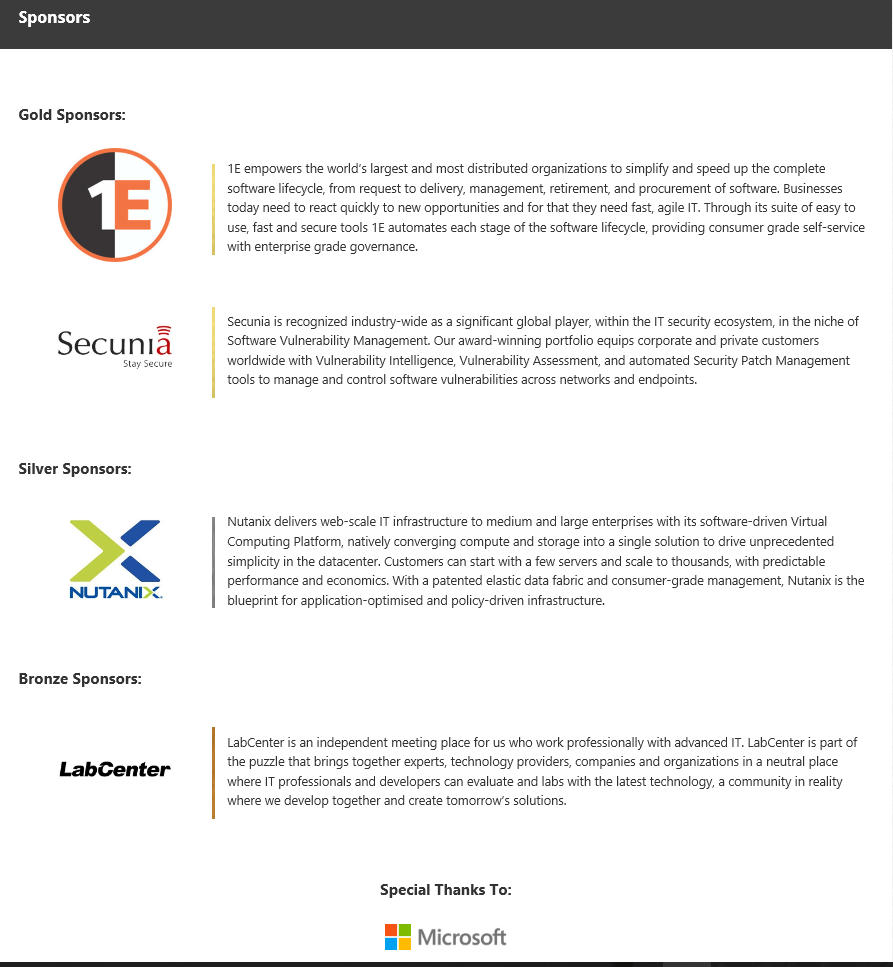 Sponsors
Gold Sponsors:
1E
1E empowers the world's largest and most distributed organizations to simplify and speed up the complete
software lifecycle, from request to delivery, management, retirement, and procurement of software. Businesses
today need to react quickly to new opportunities and for that they need fast, agile IT. Through its suite of easy to
use, fast and secure tools 1E automates each stage of the software lifecycle, providing consumer grade self-service
with enterprise grade governance.
Secunia
Stay Secure
Secunia is recognized industry-wide as a significant global player, within the IT security ecosystem, in the niche of
Software Vulnerability Management. Our award-winning portfolio equips corporate and private customers
worldwide with Vulnerability Intelligence, Vulnerability Assessment, and automated Security Patch Management
tools to manage and control software vulnerabilities across networks and endpoints.
Silver Sponsors:
NUTANIX.
Nutanix delivers web-scale IT infrastructure to medium and large enterprises with its software-driven Virtual
Computing Platform, natively converging compute and storage into a single solution to drive unprecedented
simplicity in the datacenter. Customers can start with a few servers and scale to thousands, with predictable
performance and economics. With a patented elastic data fabric and consumer-grade management, Nutanix is the
blueprint for application-optimised and policy-driven infrastructure.
Bronze Sponsors:
LabCenter
LabCenter is an independent meeting place for us who work professionally with advanced IT. LabCenter is part of
the puzzle that brings together experts, technology providers, companies and organizations in a neutral place
where IT professionals and developers can evaluate and labs with the latest technology, a community in reality
where we develop together and create tomorrow's solutions.
Special Thanks To:
Microsoft